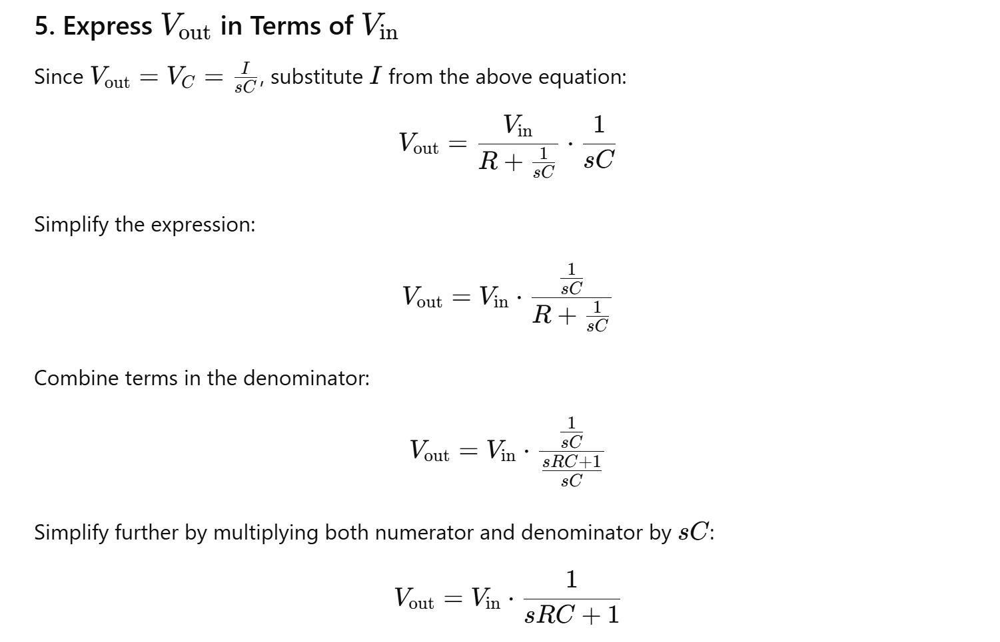 5. Express $V_{\text{out}}$ in Terms of $V_{\text{in}}$
Since $V_{\text{out}} = V_C = \frac{I}{sC}$, substitute $I$ from the above equation:
$V_{\text{out}} = \frac{V_{\text{in}}}{R + \frac{1}{sC}} \cdot \frac{1}{sC}$
Simplify the expression:
$V_{\text{out}} = V_{\text{in}} \cdot \frac{\frac{1}{sC}}{R + \frac{1}{sC}}$
Combine terms in the denominator:
$V_{\text{out}} = V_{\text{in}} \cdot \frac{\frac{1}{sC}}{\frac{sRC+1}{sC}}$
Simplify further by multiplying both numerator and denominator by $sC$:
$V_{\text{out}} = V_{\text{in}} \cdot \frac{1}{sRC + 1}$